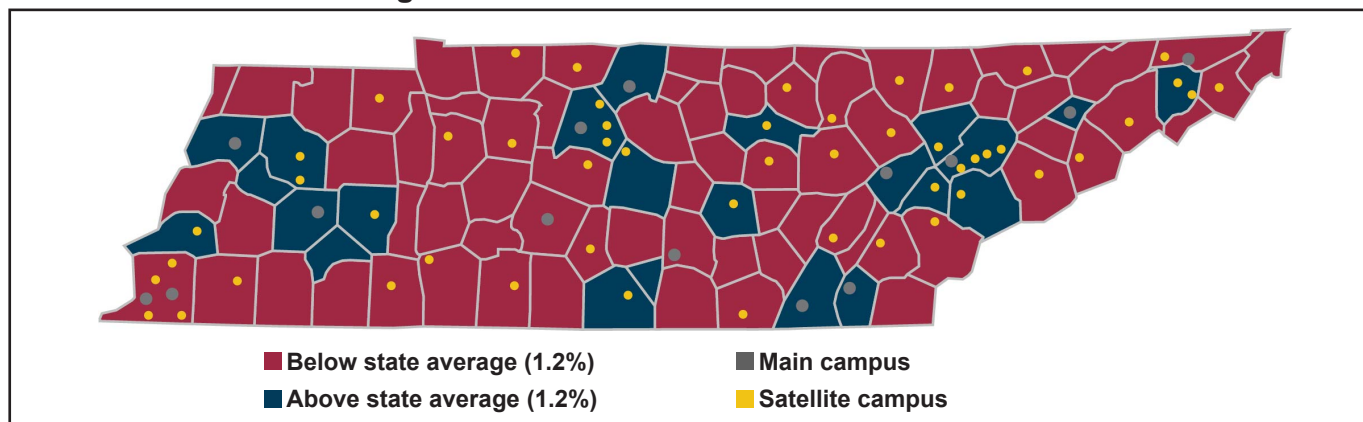 Below state average (1.2%)
Main campus
Above state average (1.2%)
Satellite campus